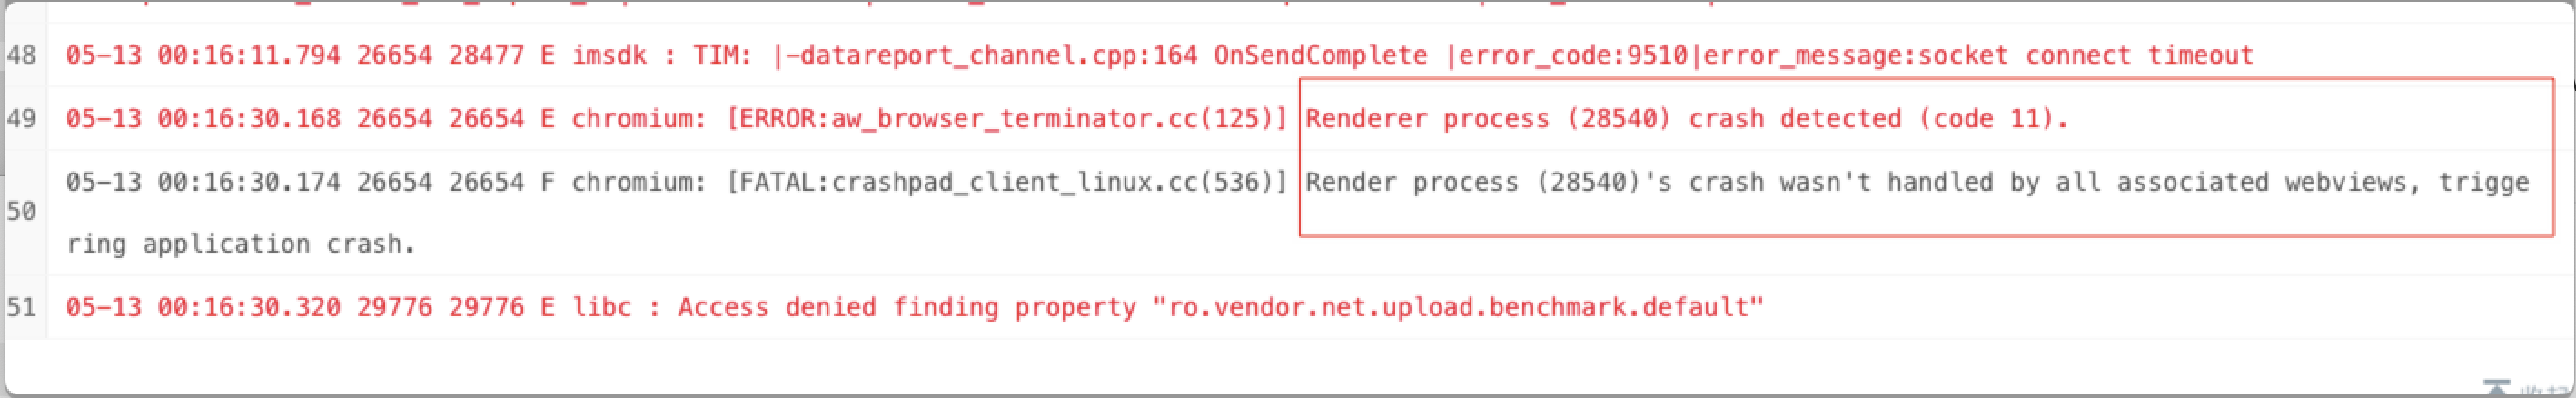 48 05-13 00:16:11.794 26654 28477 E imsdk : TIM: |-datareport_channel.cpp:164 OnSendComplete |error_code:9510|error_message:socket connect timeout
49 05-13 00:16:30.168 26654 26654 E chromium: [ERROR:aw_browser_terminator.cc(125)] Renderer process (28540) crash detected (code 11).
05-13 00:16:30.174 26654 26654 F chromium: [FATAL:crashpad_client_linux.cc(536)] Render process (28540)'s crash wasn't handled by all associated webviews, trigge
50
ring application crash.
51 05-13 00:16:30.320 29776 29776 E libc : Access denied finding property "ro.vendor.net.upload.benchmark.default"